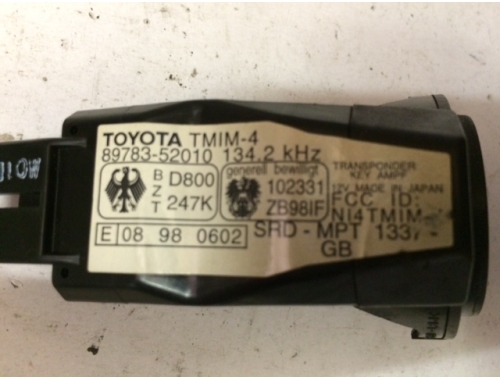 TOYOTA TMIM-4
89783-52010 134.2 kHz
B Z T D800 247K
generell bewilligt
102331
ZB98IF
TRANSPONDER
KEY AMPF
12V MADE IN JAPAN
FCC ID:
NI4TMIM
E 08 98 0602
SRD - MPT 1337
GB